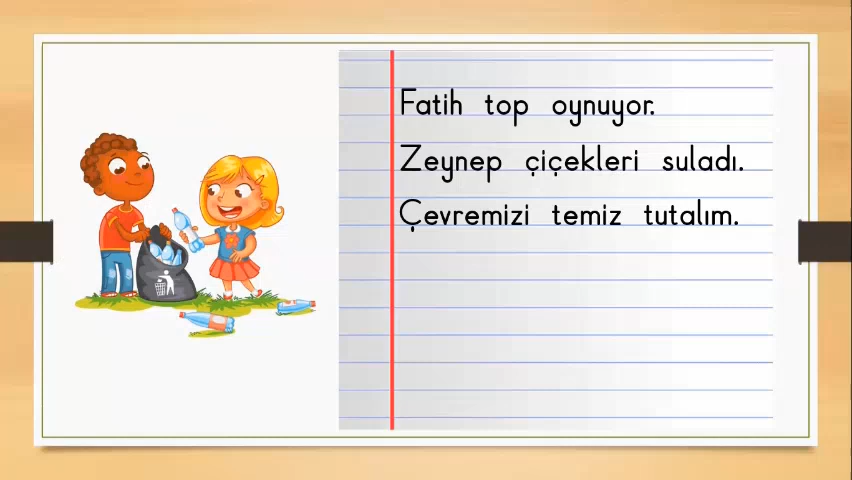 Fatih top oynuyor.
Zeynep çiçekleri suladı.
Çevremizi temiz tutalım.